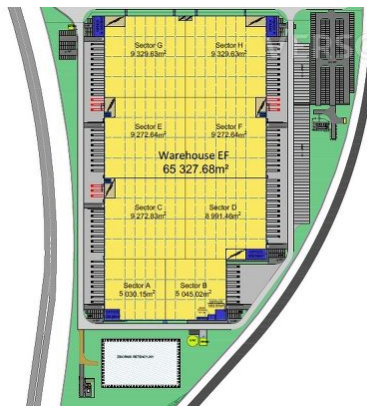 Sector G
9 329.63m²
Sector H
9 329.63m²
Sector E
9 272.64m²
Sector F
9 272.64m²
Warehouse EF
65 327.68m²
Sector C
9 272.83m²
Sector D
8 991.46m²
Sector A
5 030.15m²
Sector B
5 045.02m²